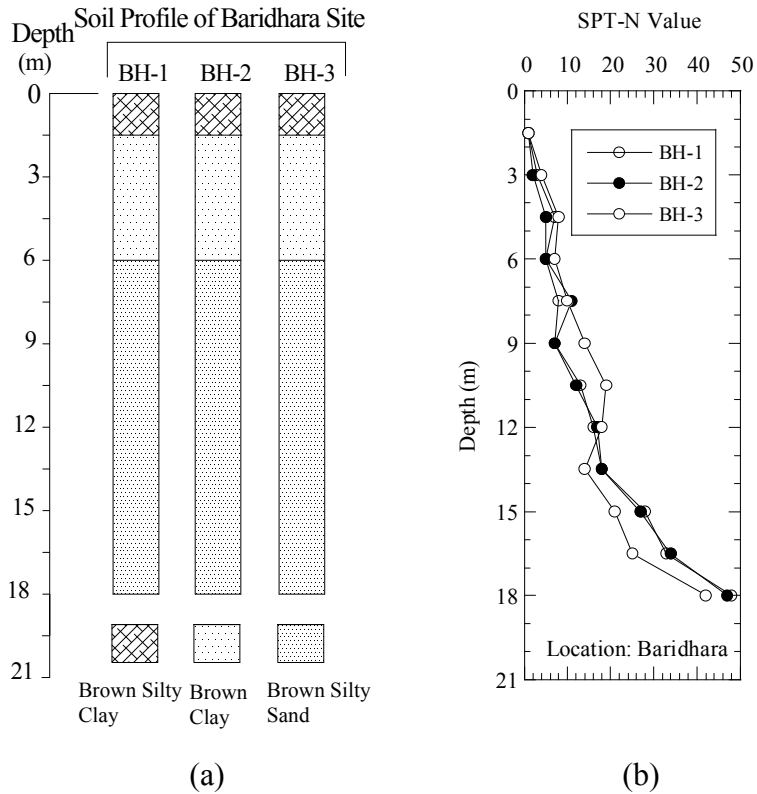 Soil Profile of Baridhara Site
Depth
(m)
BH-1 BH-2 BH-3
0
3
6
9
12
15
18
21
Brown Silty
Clay
Brown
Clay
Brown Silty
Sand
(a)
SPT-N Value
0 10 20 30 40 50
0
3
6
9
12
15
18
21
Depth (m)
BH-1
BH-2
BH-3
Location: Baridhara
(b)